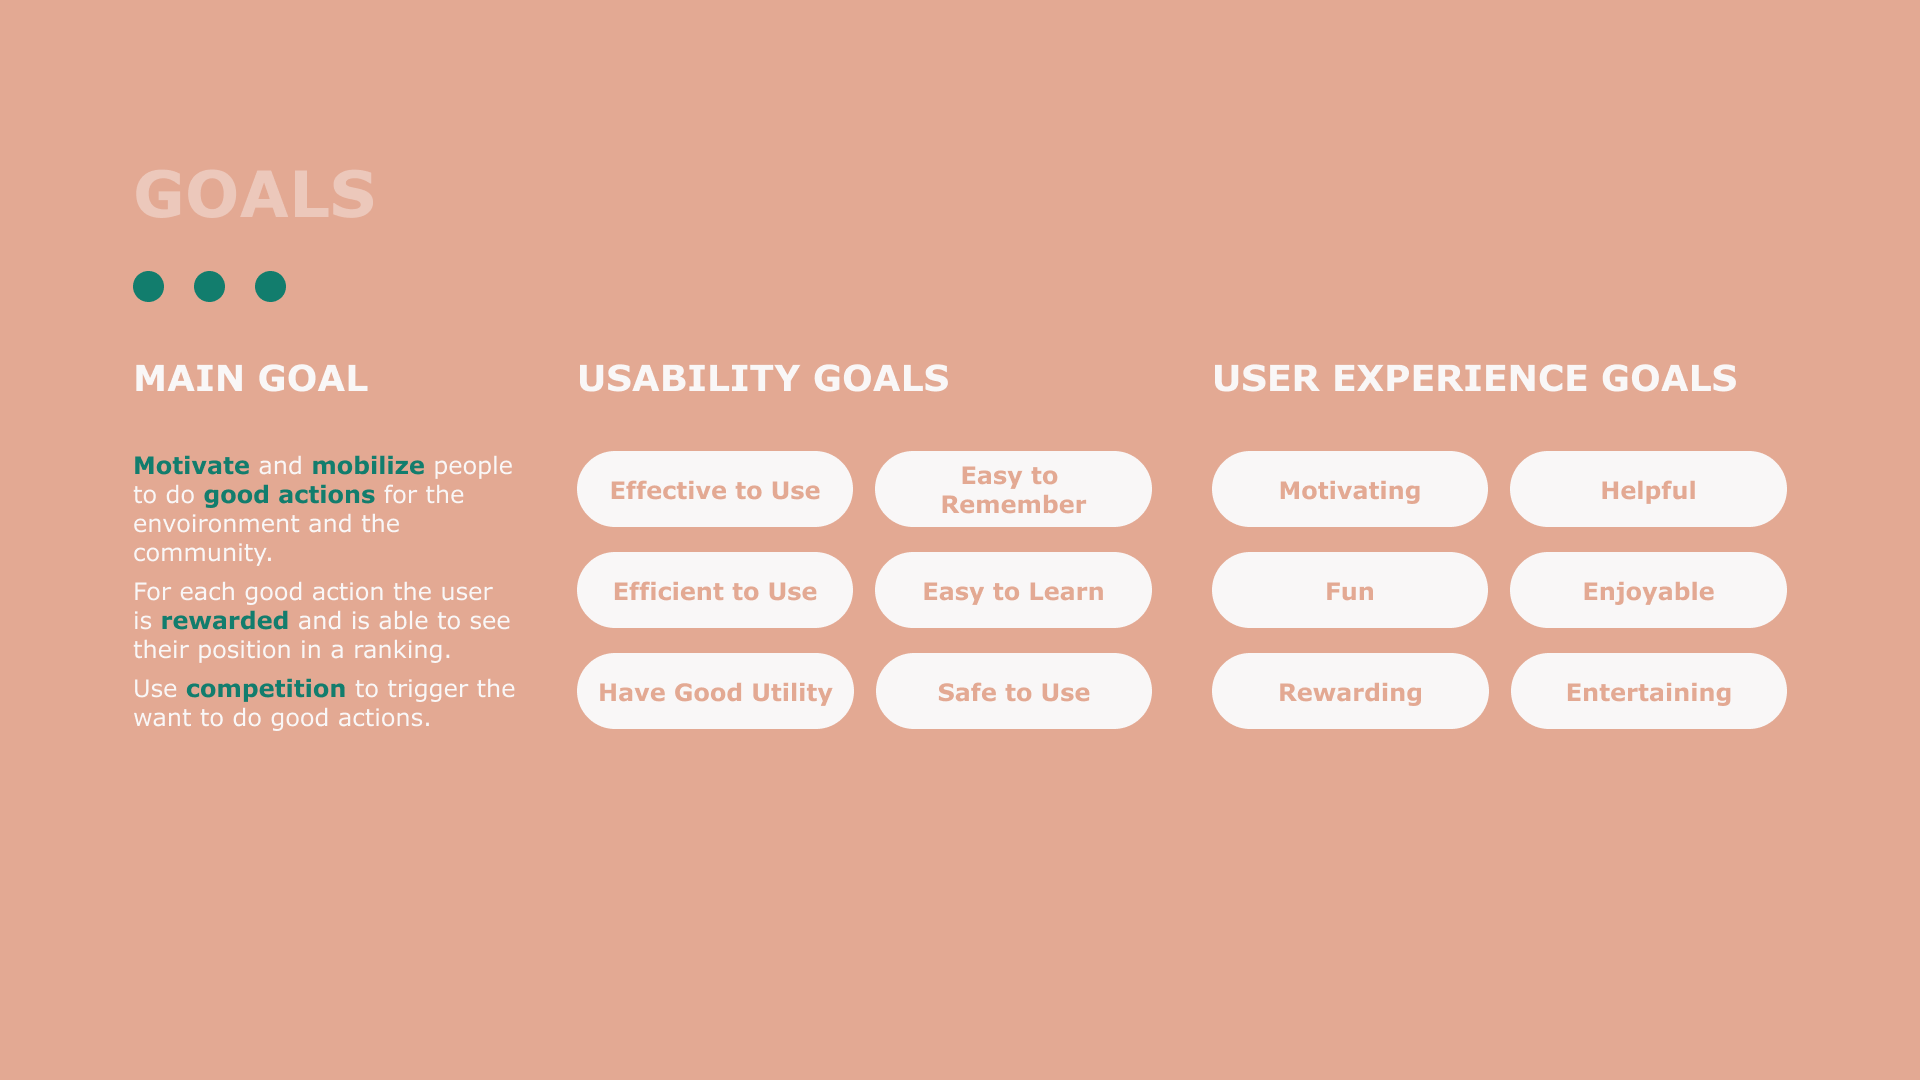 GOALS
MAIN GOAL
Motivate and mobilize people
to do good actions for the
envoironment and the
community.
For each good action the user
is rewarded and is able to see
their position in a ranking.
Use competition to trigger the
want to do good actions.
USABILITY GOALS
Effective to Use
Easy to
Remember
Efficient to Use
Easy to Learn
Have Good Utility
Safe to Use
USER EXPERIENCE GOALS
Motivating
Helpful
Fun
Enjoyable
Rewarding
Entertaining